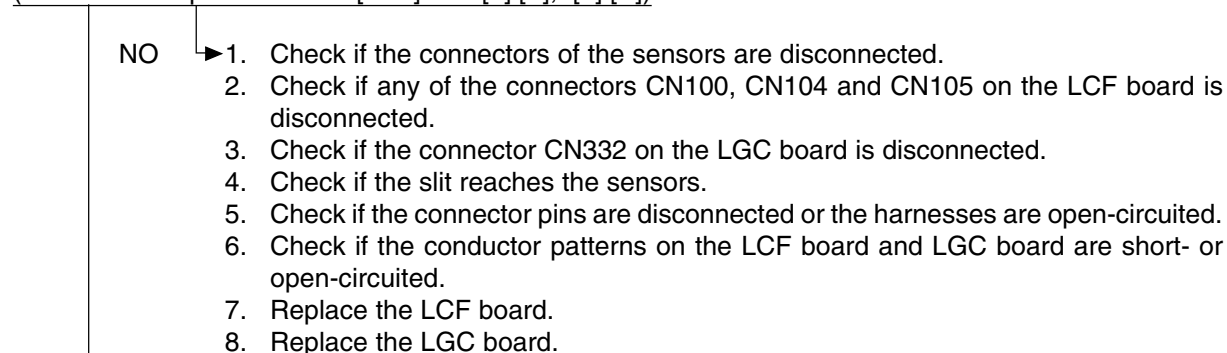 NO 1. Check if the connectors of the sensors are disconnected.
2. Check if any of the connectors CN100, CN104 and CN105 on the LCF board is
disconnected.
3. Check if the connector CN332 on the LGC board is disconnected.
4. Check if the slit reaches the sensors.
5. Check if the connector pins are disconnected or the harnesses are open-circuited.
6. Check if the conductor patterns on the LCF board and LGC board are short- or
open-circuited.
7. Replace the LCF board.
8. Replace the LGC board.